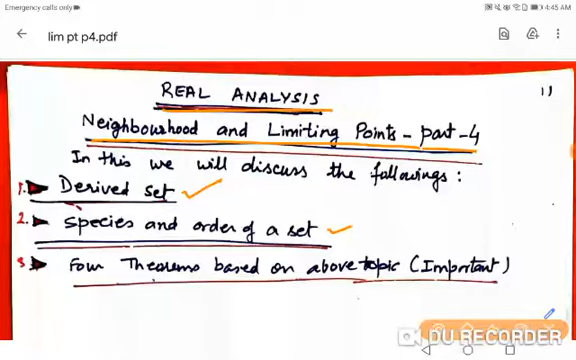 Emergency calls only
4:45 AM
lim pt p4.pdf
REAL ANALYSIS
11
Neighbourhood and Limiting Points - part-4
In this we will discuss the followings:
1. Derived set
2. Species and order of a set
3. Four Theorems based on above topic (Important)
DU RECORDER